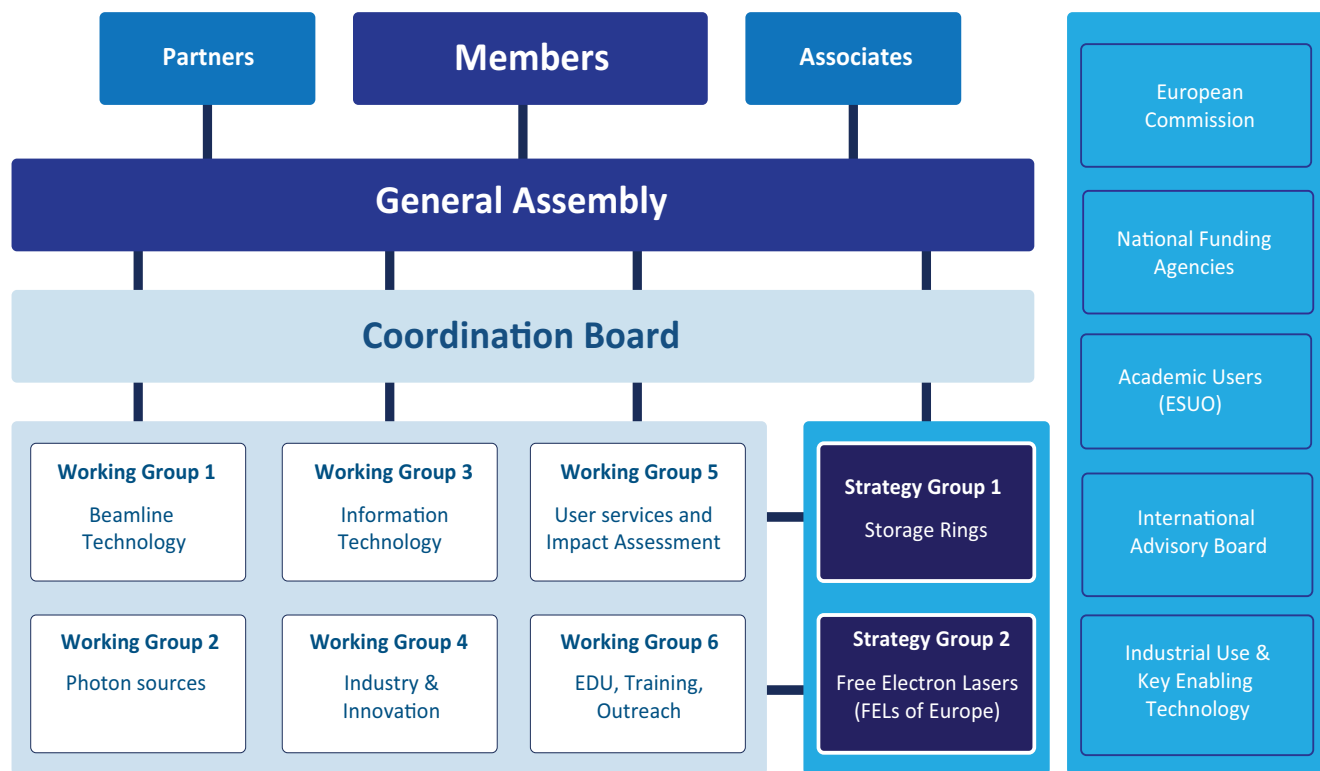 Partners
Members
Associates
General Assembly
Coordination Board
Working Group 1
Beamline
Technology
Working Group 3
Information
Technology
Working Group 5
User services and
Impact Assessment
Strategy Group 1
Storage Rings
Working Group 2
Photon sources
Working Group 4
Industry &
Innovation
Working Group 6
EDU, Training,
Outreach
Strategy Group 2
Free Electron Lasers
(FELs of Europe)
European
Commission
National Funding
Agencies
Academic Users
(ESUO)
International
Advisory Board
Industrial Use &
Key Enabling
Technology